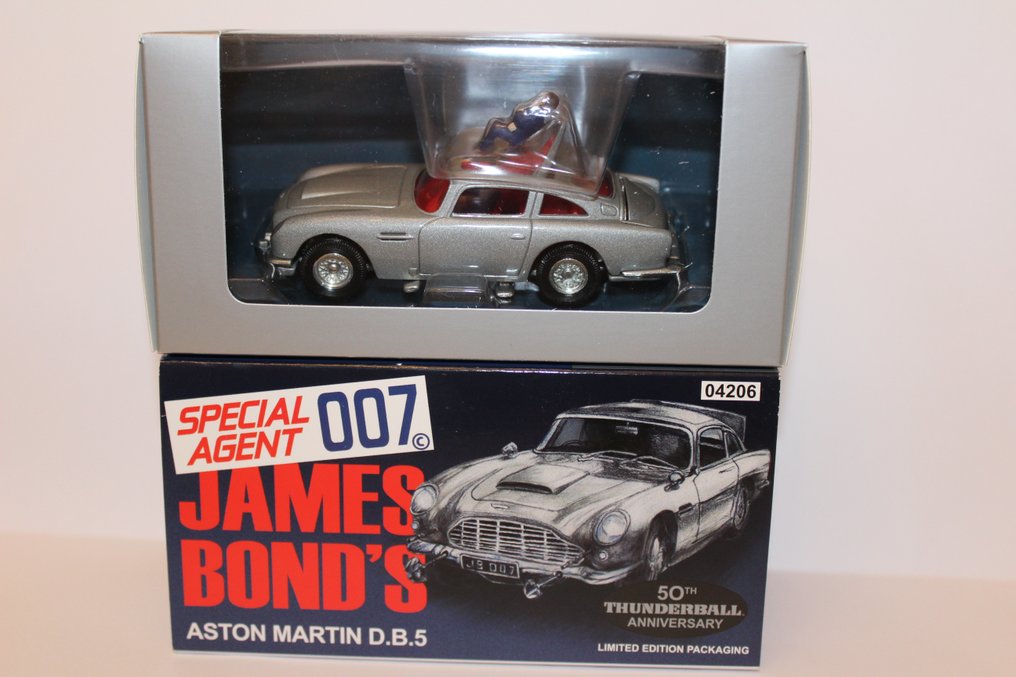 04206
SPECIAL
AGENT
007©
JAMES
BOND'S
JB 007
ASTON MARTIN D.B.5
50TH
THUNDERBALL
ANNIVERSARY
LIMITED EDITION PACKAGING